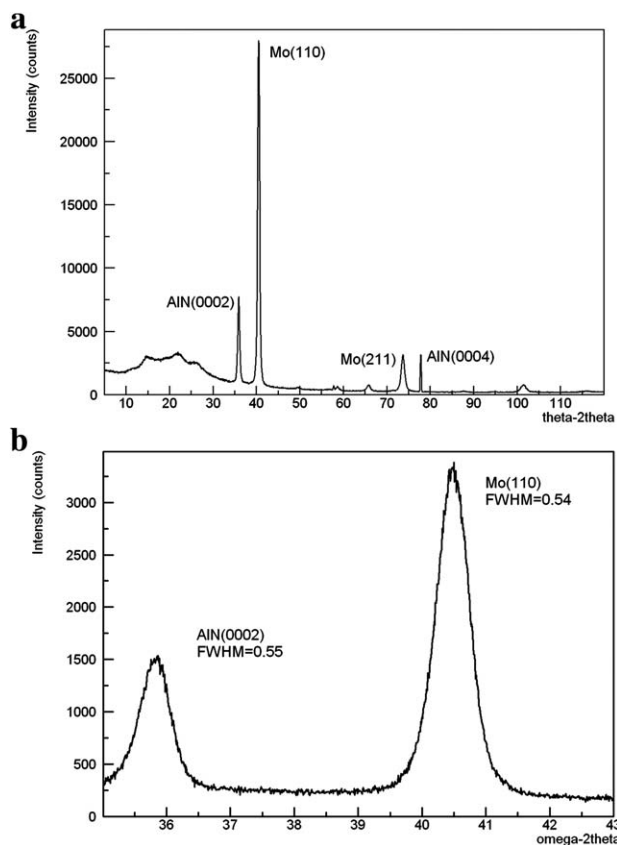 a
Intensity (counts)
25000
20000
15000
10000
5000
0
Mo(110)
AlN(0002)
Mo(211)
AlN(0004)
10 20 30 40 50 60 70 80 90 100 110
theta-2theta
b
Intensity (counts)
3000
2500
2000
1500
1000
500
0
Mo(110)
FWHM=0.54
AlN(0002)
FWHM=0.55
36 37 38 39 40 41 42 43
omega-2theta